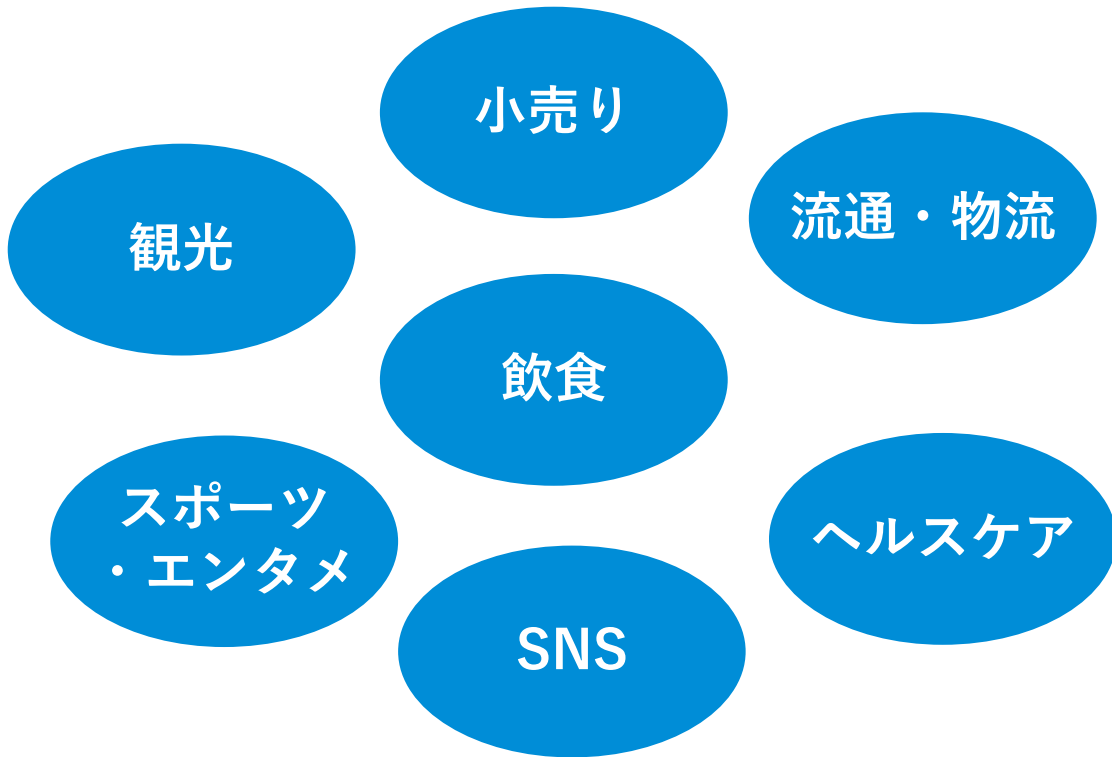 小売り
流通・物流
観光
飲食
スポーツ
・エンタメ
ヘルスケア
SNS